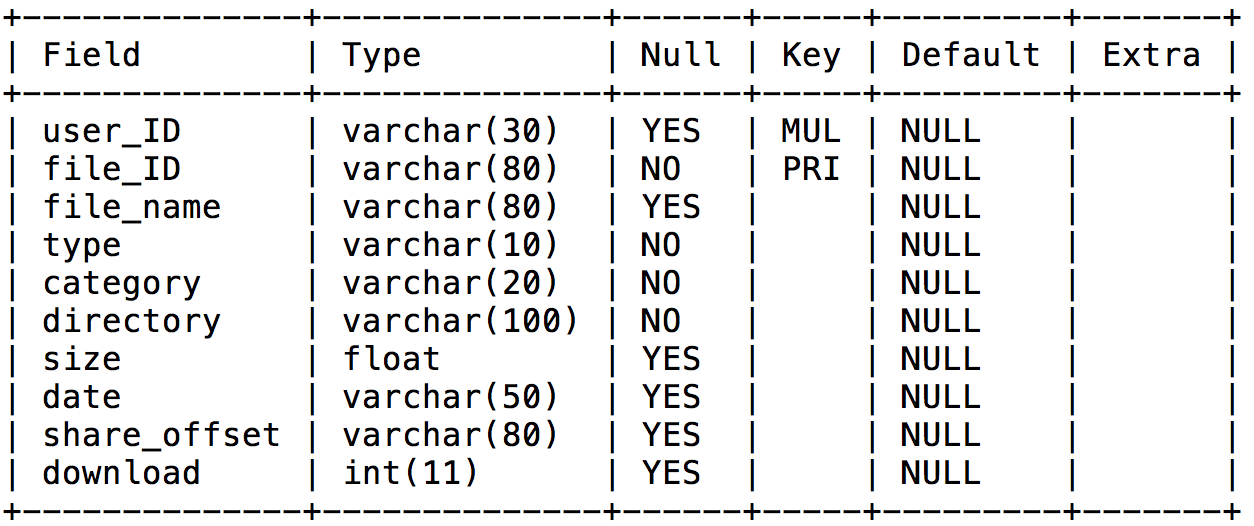 +--------------+--------------+------+-----+---------+-------+
| Field        | Type         | Null | Key | Default | Extra |
+--------------+--------------+------+-----+---------+-------+
| user_ID      | varchar(30)  | YES  | MUL | NULL    |       |
| file_ID      | varchar(80)  | NO   | PRI | NULL    |       |
| file_name    | varchar(80)  | YES  |     | NULL    |       |
| type         | varchar(10)  | NO   |     | NULL    |       |
| category     | varchar(20)  | NO   |     | NULL    |       |
| directory    | varchar(100) | NO   |     | NULL    |       |
| size         | float        | YES  |     | NULL    |       |
| date         | varchar(50)  | YES  |     | NULL    |       |
| share_offset | varchar(80)  | YES  |     | NULL    |       |
| download     | int(11)      | YES  |     | NULL    |       |
+--------------+--------------+------+-----+---------+-------+